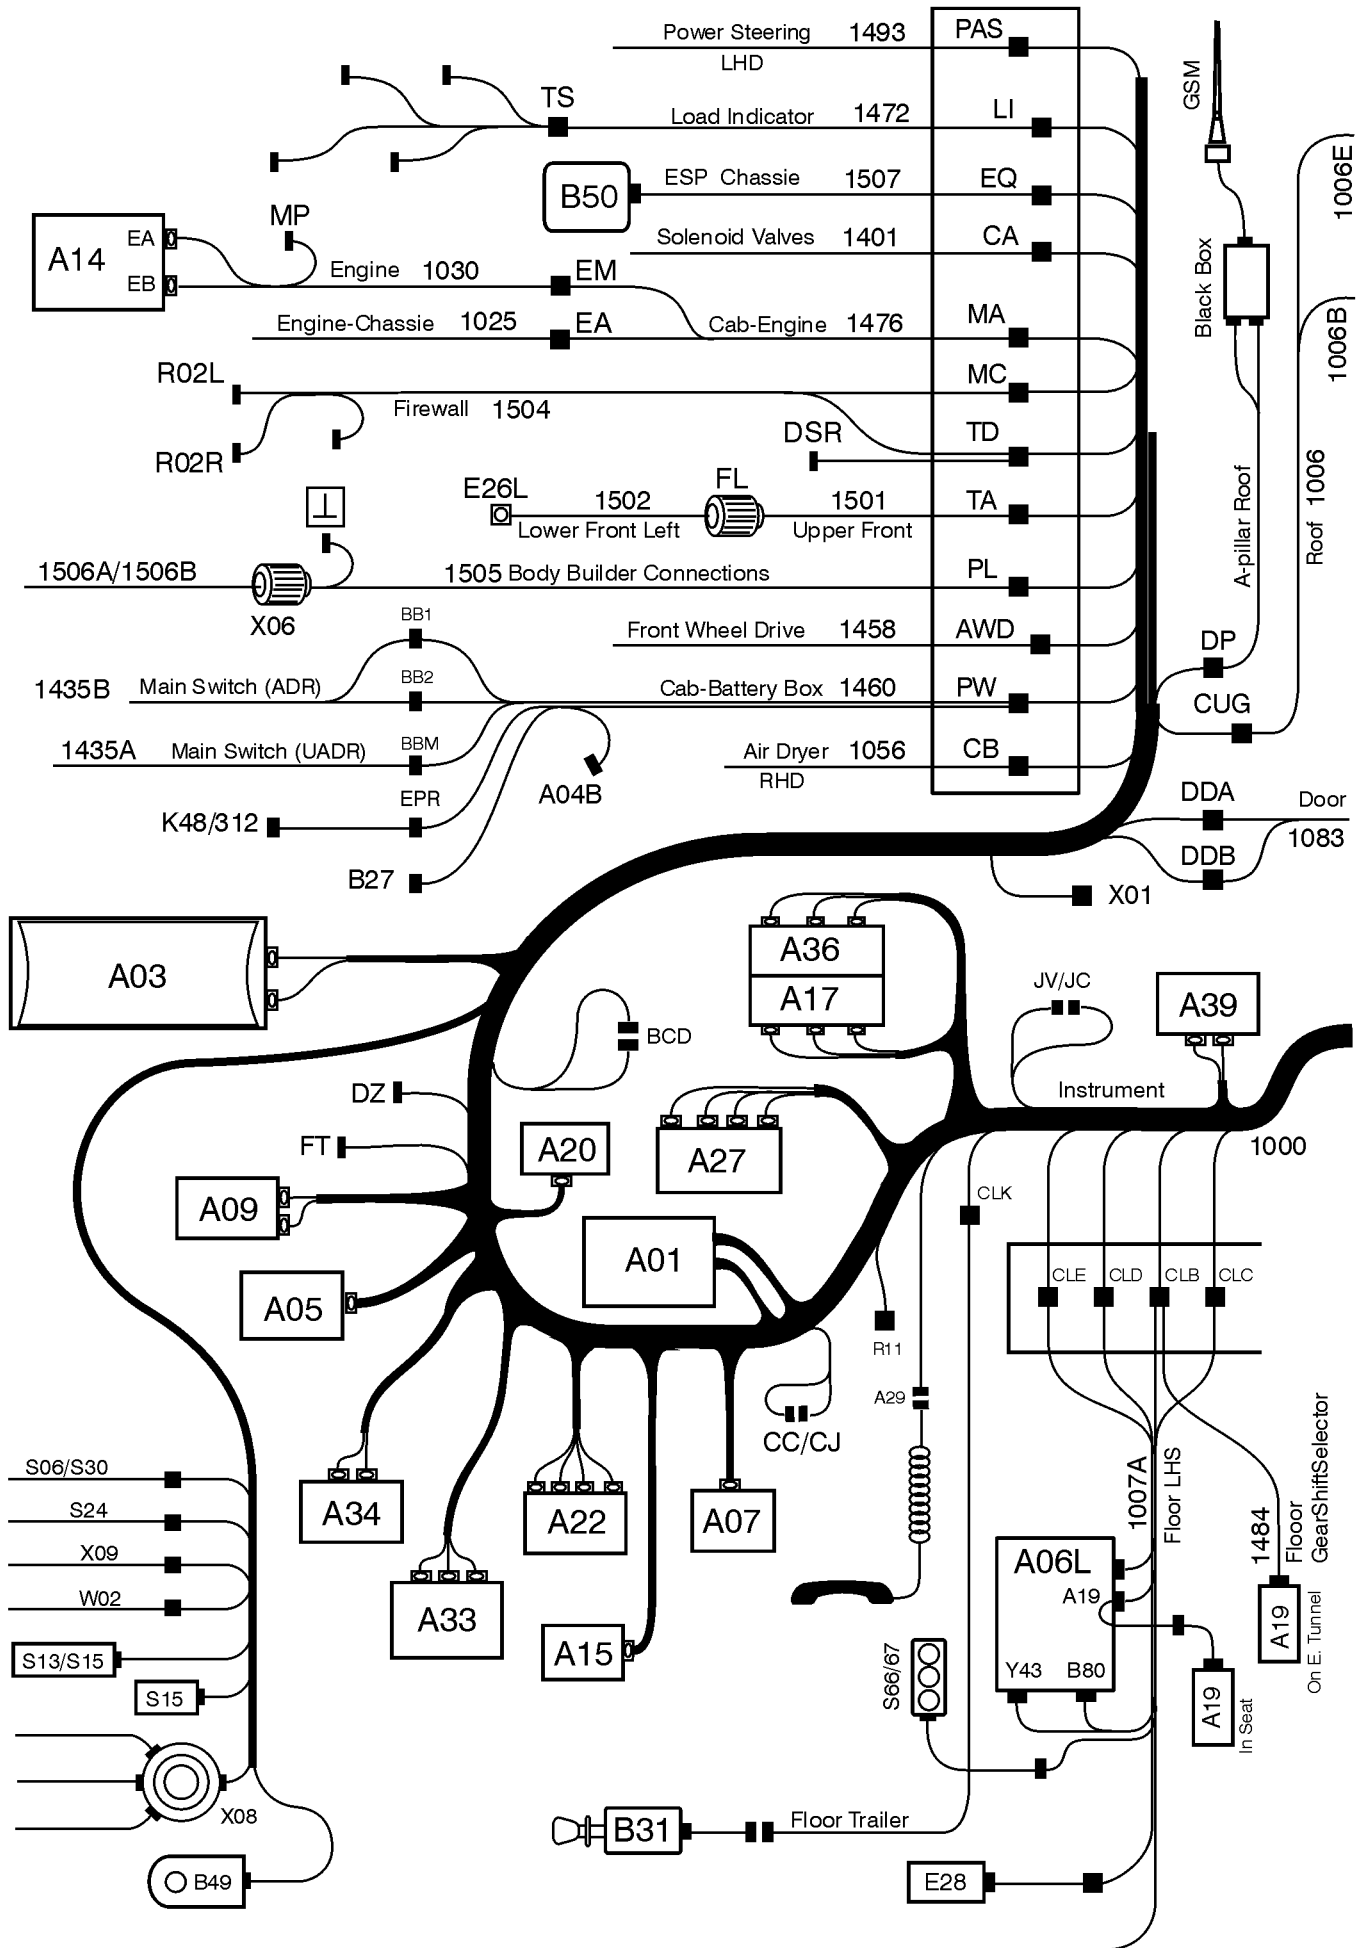 Power Steering 1493 PAS
LHD
GSM
TS
Load Indicator 1472 LI
1006E
B50
ESP Chassie 1507 EQ
MP
A14
EA
EB
Solenoid Valves 1401 CA
Black Box
Engine 1030 EM
Engine-Chassie 1025 EA
Cab-Engine 1476 MA
1006B
R02L
MC
Firewall 1504
DSR
TD
R02R
E26L
1502
FL
1501
TA
Lower Front Left
Upper Front
A-pillar Roof
Roof 1006
1506A/1506B
1505 Body Builder Connections PL
X06
BB1
Front Wheel Drive 1458 AWD
DP
1435B Main Switch (ADR) BB2
Cab-Battery Box 1460 PW
CUG
1435A Main Switch (UADR) BBM
Air Dryer 1056 CB
RHD
A04B
EPR
K48/312
DDA
Door
1083
DDB
B27
X01
A03
A36
A17
JV/JC
A39
BCD
DZ
Instrument
FT
A20
A27
1000
A09
CLK
A01
A05
CLE
CLD
CLB
CLC
R11
A29
CC/CJ
S06/S30
S24
X09
W02
S13/S15
S15
A34
A22
A07
A33
A15
1007A
Floor LHS
1484
Flooor
GearShiftSelector
A06L
A19
Y43
B80
A19
On E. Tunnel
A19
In Seat
S66/67
X08
B31
Floor Trailer
B49
E28